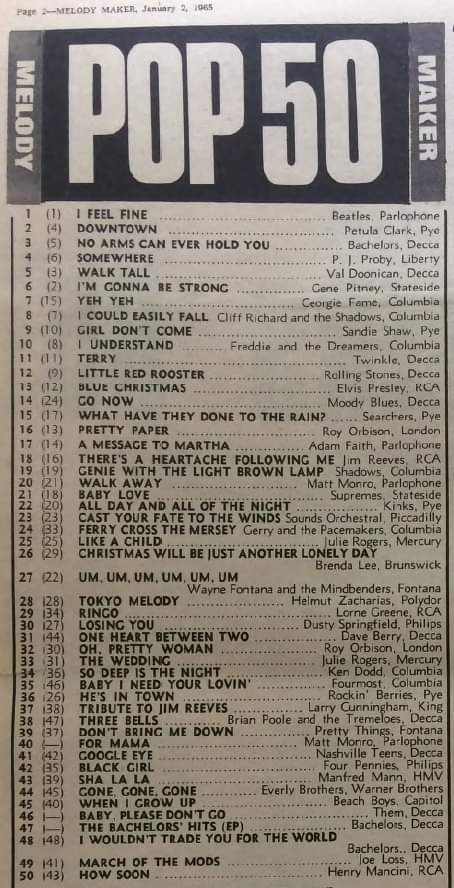 Page 2—MELODY MAKER, January 2, 1965
MELODY
POP 50
MAKER
1 (1) I FEEL FINE Beatles, Parlophone
2 (4) DOWNTOWN Petula Clark, Pye
3 (5) NO ARMS CAN EVER HOLD YOU Bachelors, Decca
4 (6) SOMEWHERE P. J. Proby, Liberty
5 (3) WALK TALL Val Doonican, Decca
6 (2) I'M GONNA BE STRONG Gene Pitney, Stateside
7 (15) YEH YEH Georgie Fame, Columbia
8 (7) I COULD EASILY FALL Cliff Richard and the Shadows, Columbia
9 (10) GIRL DON'T COME Sandie Shaw, Pye
10 (8) I UNDERSTAND Freddie and the Dreamers, Columbia
11 (11) TERRY Twinkle, Decca
12 (9) LITTLE RED ROOSTER Rolling Stones, Decca
13 (12) BLUE CHRISTMAS Elvis Presley, RCA
14 (24) GO NOW Moody Blues, Decca
15 (17) WHAT HAVE THEY DONE TO THE RAIN? Searchers, Pye
16 (13) PRETTY PAPER Roy Orbison, London
17 (14) A MESSAGE TO MARTHA Adam Faith, Parlophone
18 (16) THERE'S A HEARTACHE FOLLOWING ME Jim Reeves, RCA
19 (19) GENIE WITH THE LIGHT BROWN LAMP Shadows, Columbia
20 (21) WALK AWAY Matt Monro, Parlophone
21 (18) BABY LOVE Supremes, Stateside
22 (20) ALL DAY AND ALL OF THE NIGHT Kinks, Pye
23 (23) CAST YOUR FATE TO THE WINDS Sounds Orchestral, Piccadilly
24 (33) FERRY CROSS THE MERSEY Gerry and the Pacemakers, Columbia
25 (25) LIKE A CHILD Julie Rogers, Mercury
26 (29) CHRISTMAS WILL BE JUST ANOTHER LONELY DAY
Brenda Lee, Brunswick
27 (22) UM, UM, UM, UM, UM, UM
Wayne Fontana and the Mindbenders, Fontana
28 (28) TOKYO MELODY Helmut Zacharias, Polydor
29 (34) RINGO Lorne Greene, RCA
30 (27) LOSING YOU Dusty Springfield, Philips
31 (44) ONE HEART BETWEEN TWO Dave Berry, Decca
32 (30) OH, PRETTY WOMAN Roy Orbison, London
33 (31) THE WEDDING Julie Rogers, Mercury
34 (36) SO DEEP IS THE NIGHT Ken Dodd, Columbia
35 (46) BABY I NEED YOUR LOVIN' Fourmost, Columbia
36 (26) HE'S IN TOWN Rockin' Berries, Pye
37 (38) TRIBUTE TO JIM REEVES Larry Cunningham, King
38 (47) THREE BELLS Brian Poole and the Tremeloes, Decca
39 (37) DON'T BRING ME DOWN Pretty Things, Fontana
40 (—) FOR MAMA Matt Monro, Parlophone
41 (42) GOOGLE EYE Nashville Teens, Decca
42 (35) BLACK GIRL Four Pennies, Philips
43 (39) SHA LA LA Manfred Mann, HMV
44 (45) GONE, GONE, GONE Everly Brothers, Warner Brothers
45 (40) WHEN I GROW UP Beach Boys, Capitol
46 (—) BABY, PLEASE DON'T GO Them, Decca
47 (—) THE BACHELORS' HITS (EP) Bachelors, Decca
48 (48) I WOULDN'T TRADE YOU FOR THE WORLD
Bachelors, Decca
49 (41) MARCH OF THE MODS Joe Loss, HMV
50 (43) HOW SOON Henry Mancini, RCA